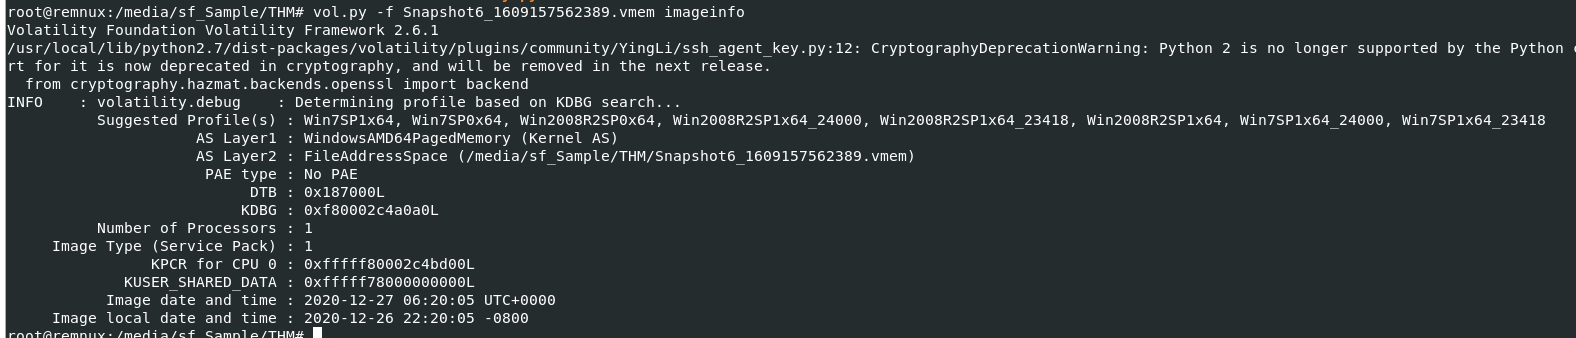 root@remnux:/media/sf_Sample/THM# vol.py -f Snapshot6_1609157562389.vmem imageinfo
Volatility Foundation Volatility Framework 2.6.1
/usr/local/lib/python2.7/dist-packages/volatility/plugins/community/YingLi/ssh_agent_key.py:12: CryptographyDeprecationWarning: Python 2 is no longer supported by the Python
rt for it is now deprecated in cryptography, and will be removed in the next release.
  from cryptography.hazmat.backends.openssl import backend
INFO    : volatility.debug    : Determining profile based on KDBG search...
          Suggested Profile(s) : Win7SP1x64, Win7SP0x64, Win2008R2SP0x64, Win2008R2SP1x64_24000, Win2008R2SP1x64_23418, Win2008R2SP1x64, Win7SP1x64_24000, Win7SP1x64_23418
                     AS Layer1 : WindowsAMD64PagedMemory (Kernel AS)
                     AS Layer2 : FileAddressSpace (/media/sf_Sample/THM/Snapshot6_1609157562389.vmem)
                      PAE type : No PAE
                           DTB : 0x187000L
                          KDBG : 0xf80002c4a0a0L
          Number of Processors : 1
     Image Type (Service Pack) : 1
                KPCR for CPU 0 : 0xfffff80002c4bd00L
             KUSER_SHARED_DATA : 0xfffff78000000000L
           Image date and time : 2020-12-27 06:20:05 UTC+0000
     Image local date and time : 2020-12-26 22:20:05 -0800
root@remnux:/media/sf_Sample/THM#